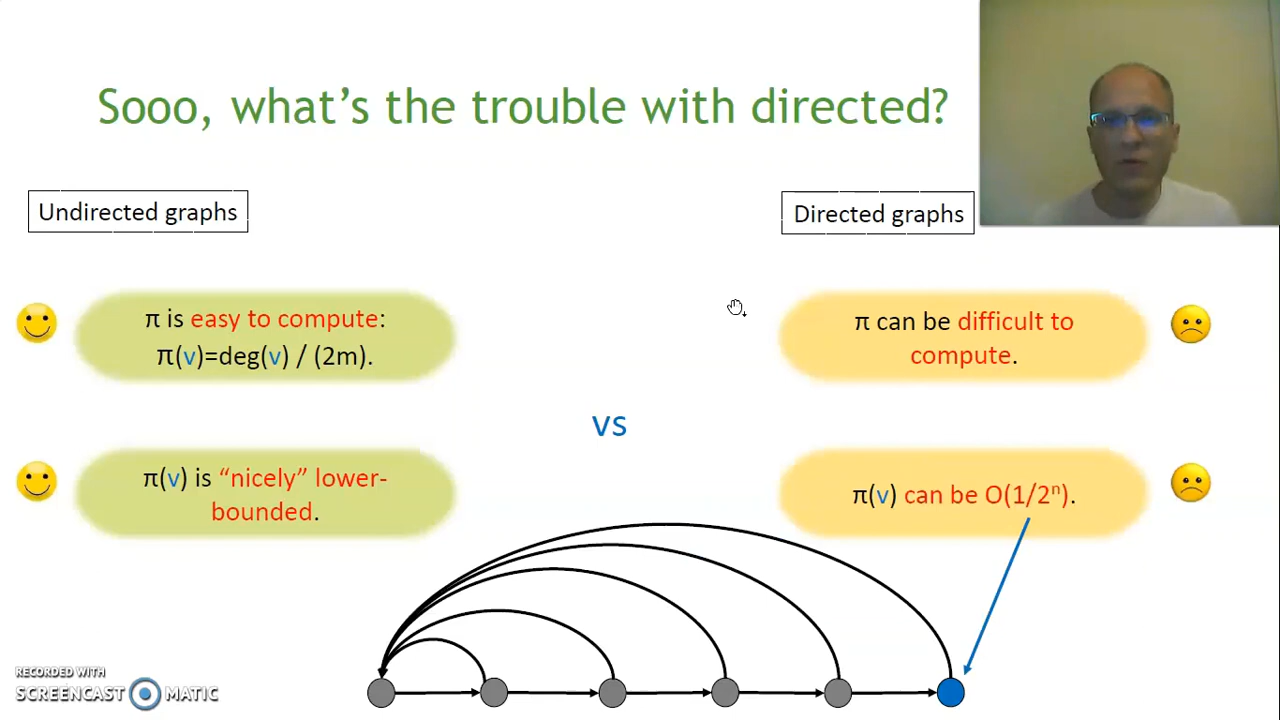 Sooo, what's the trouble with directed?
Undirected graphs
Directed graphs
π is easy to compute:
π(v)=deg(v) / (2m).
π can be difficult to
compute.
vs
π(v) is “nicely” lower-
bounded.
π(v) can be O(1/2ⁿ).
RECORDED WITH
SCREENCAST MATIC